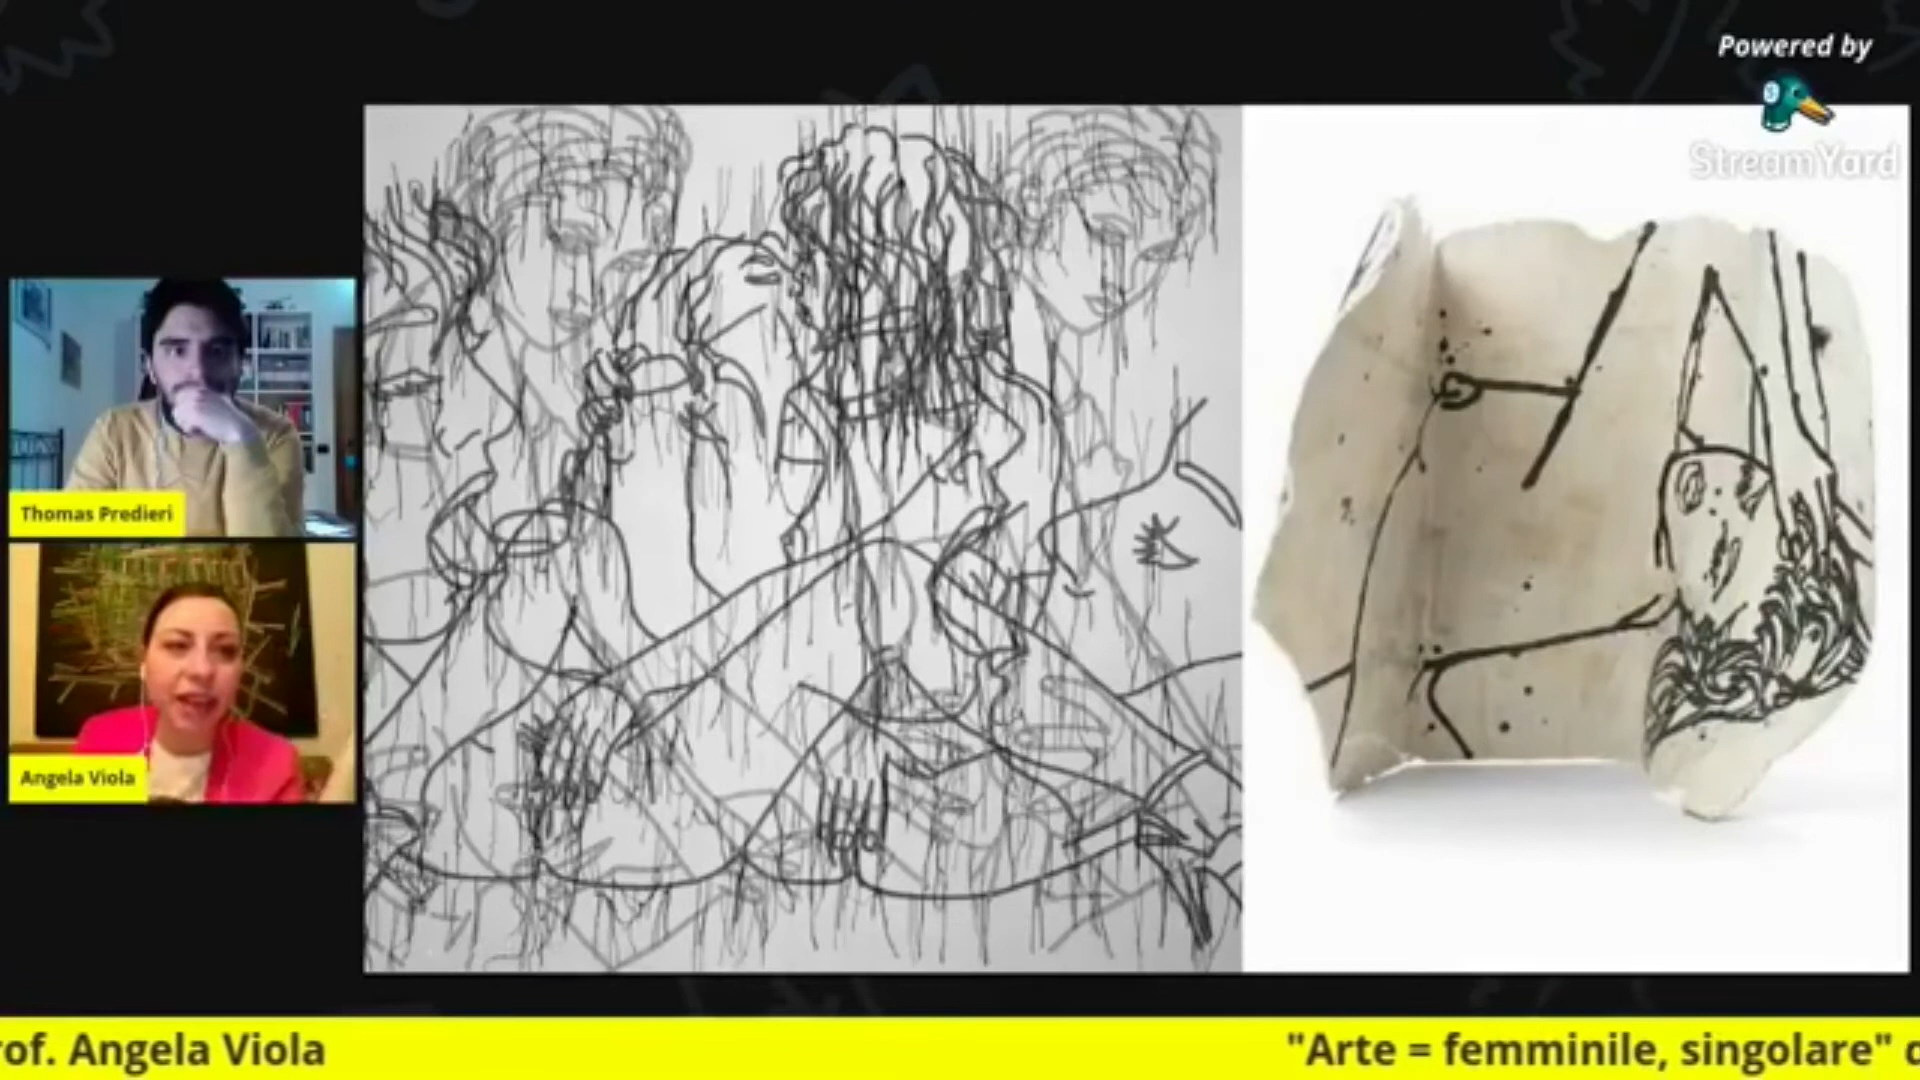 Powered by
StreamYard
Thomas Predieri
Angela Viola
rof. Angela Viola
"Arte = femminile, singolare" d